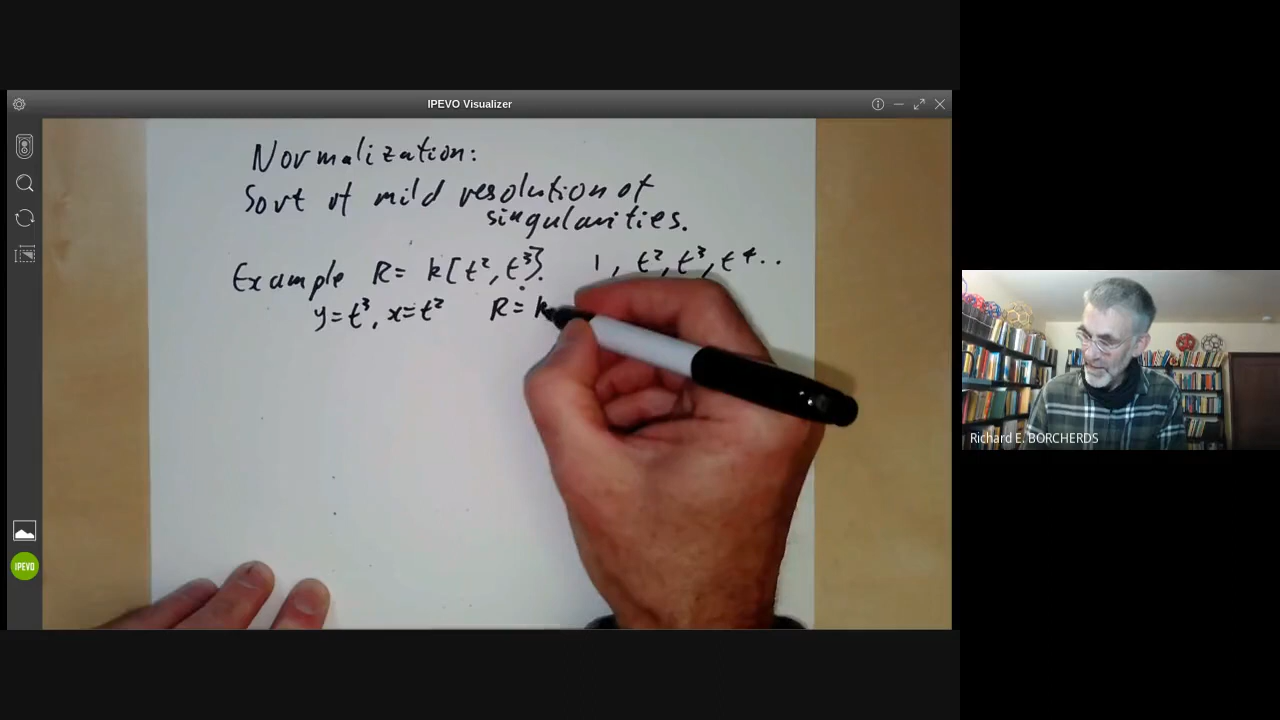 IPEVO Visualizer
Normalization:
Sort of mild resolution of
singularities.
Example R= k[t², t³]. 1, t², t³, t⁴..
y=t³, x=t² R= k
IPEVO
Richard E. BORCHERDS